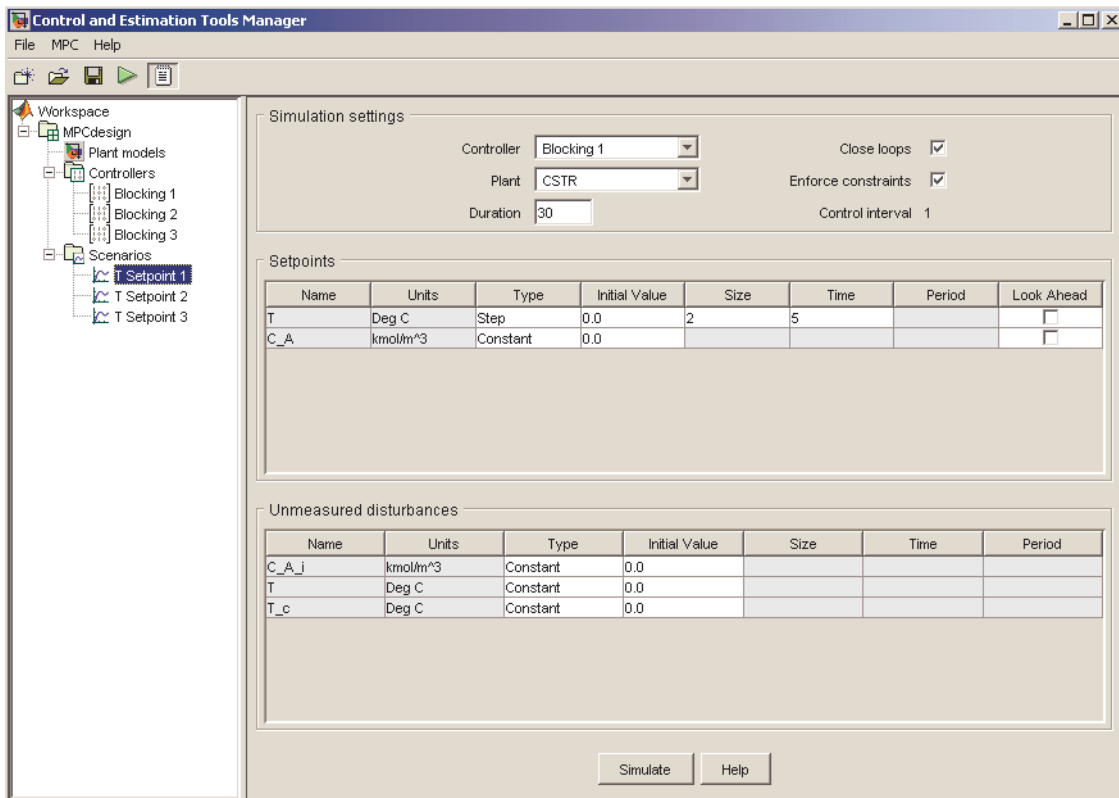 Control and Estimation Tools Manager
File MPC Help
Workspace
MPCdesign
Plant models
Controllers
Blocking 1
Blocking 2
Blocking 3
Scenarios
T Setpoint 1
T Setpoint 2
T Setpoint 3
Simulation settings
Controller Blocking 1 Close loops
Plant CSTR Enforce constraints
Duration 30 Control interval 1
Setpoints
Name Units Type Initial Value Size Time Period Look Ahead
T Deg C Step 0.0 2 5
C_A kmol/m^3 Constant 0.0
Unmeasured disturbances
Name Units Type Initial Value Size Time Period
C_A_i kmol/m^3 Constant 0.0
T Deg C Constant 0.0
T_c Deg C Constant 0.0
Simulate Help